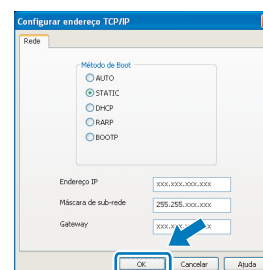 Configurar endereço TCP/IP
Rede
Método de Boot
AUTO
STATIC
DHCP
RARP
BOOTP
Endereço IP xxx.xxx.xxx.xxx
Máscara de sub-rede 255.255.xxx.xxx
Gateway
OK Cancelar Ajuda